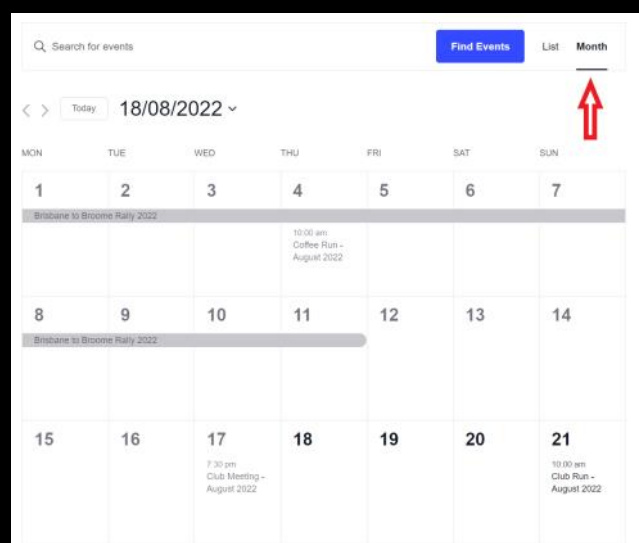 Search for events
Find Events
List
Month
Today
18/08/2022
MON TUE WED THU FRI SAT SUN
1 2 3 4 5 6 7
Brisbane to Broome Rally 2022
10:00 am
Coffee Run -
August 2022
8 9 10 11 12 13 14
Brisbane to Broome Rally 2022
15 16 17 18 19 20 21
7:30 pm
Club Meeting -
August 2022
10:00 am
Club Run -
August 2022